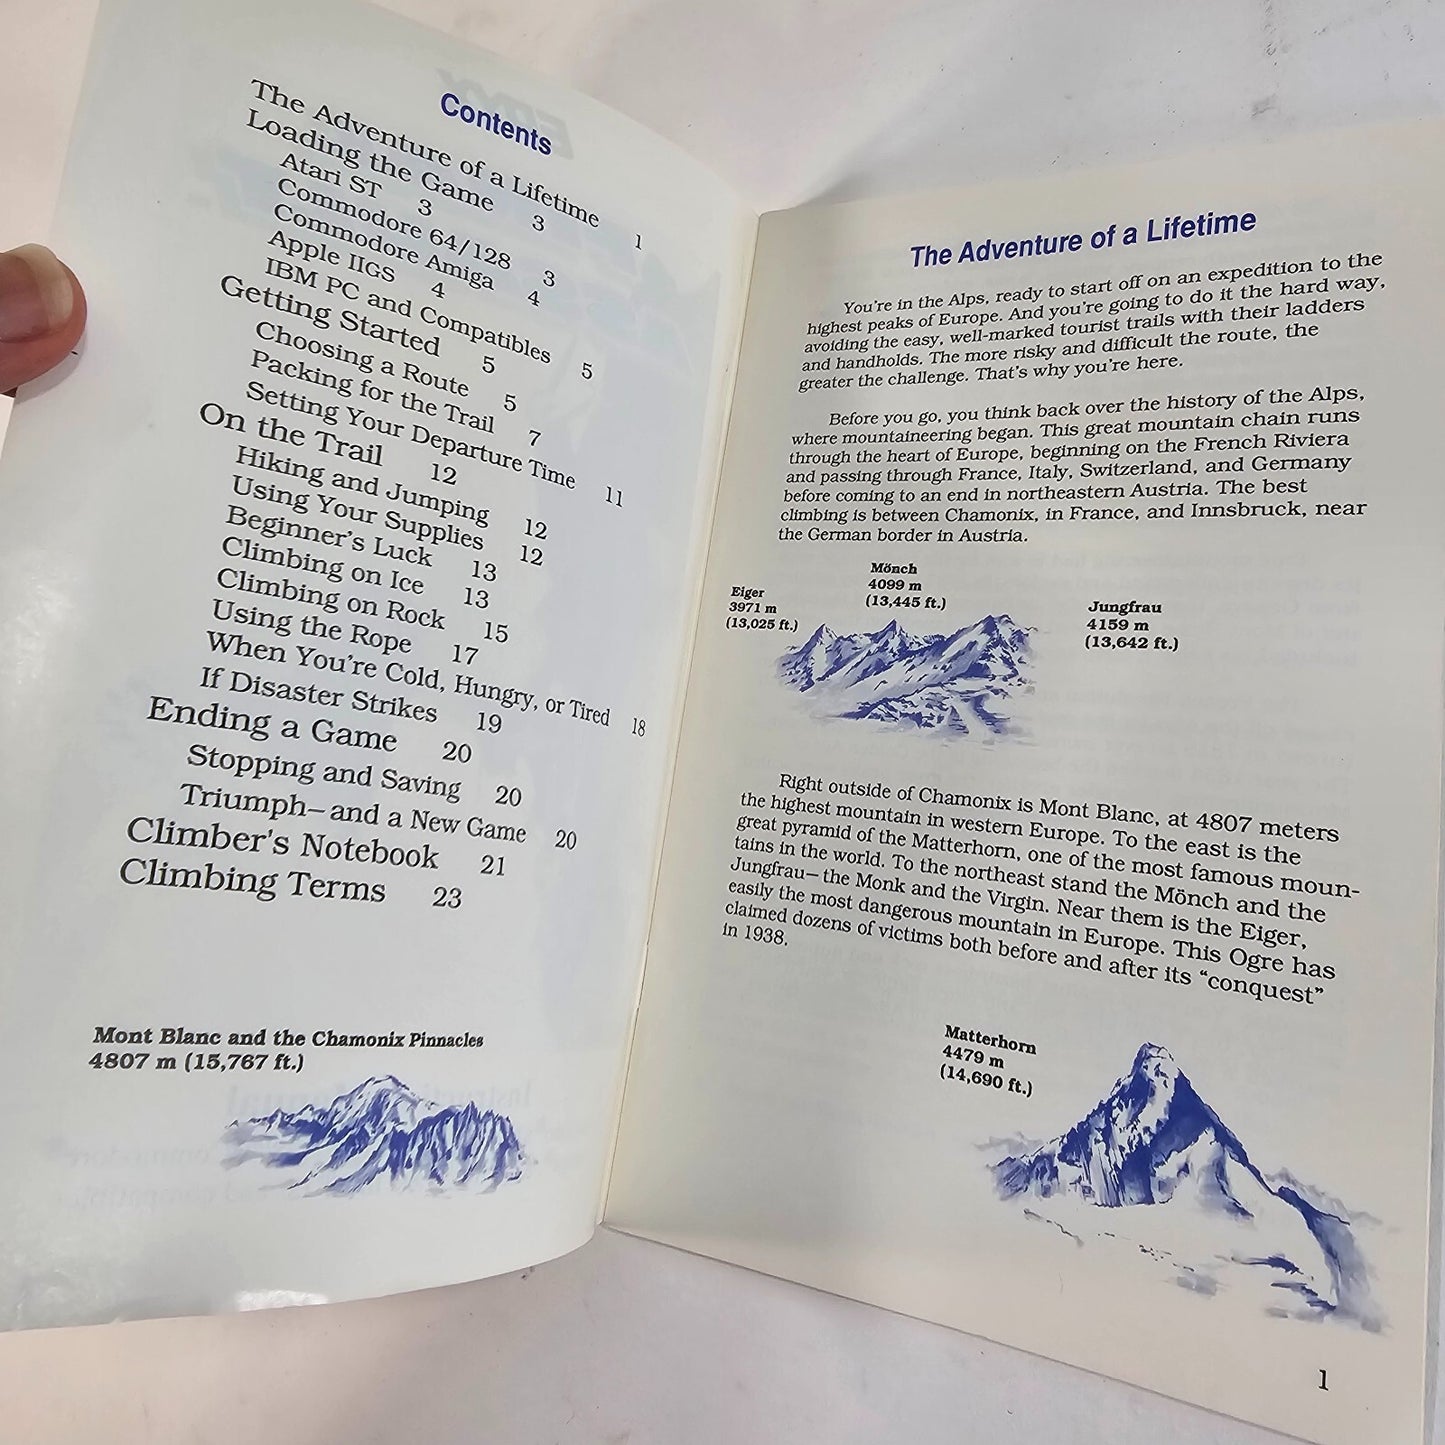 Contents
The Adventure of a Lifetime 1
Loading the Game 3
Atari ST 3
Commodore 64/128 3
Commodore Amiga 4
Apple IIGS 4
IBM PC and Compatibles 5
Getting Started 5
Choosing a Route 5
Packing for the Trail 7
Setting Your Departure Time 11
On the Trail 12
Hiking and Jumping 12
Using Your Supplies 12
Beginner's Luck 13
Climbing on Ice 13
Climbing on Rock 15
Using the Rope 17
When You're Cold, Hungry, or Tired 18
If Disaster Strikes 19
Ending a Game 20
Stopping and Saving 20
Triumph—and a New Game 20
Climber's Notebook 21
Climbing Terms 23
Mont Blanc and the Chamonix Pinnacles
4807 m (15,767 ft.)
The Adventure of a Lifetime
You're in the Alps, ready to start off on an expedition to the
highest peaks of Europe. And you're going to do it the hard way,
avoiding the easy, well-marked tourist trails with their ladders
and handholds. The more risky and difficult the route, the
greater the challenge. That's why you're here.
Before you go, you think back over the history of the Alps,
where mountaineering began. This great mountain chain runs
through the heart of Europe, beginning on the French Riviera
and passing through France, Italy, Switzerland, and Germany
before coming to an end in northeastern Austria. The best
climbing is between Chamonix, in France, and Innsbruck, near
the German border in Austria.
Eiger
3971 m
(13,025 ft.)
Mönch
4099 m
(13,445 ft.)
Jungfrau
4159 m
(13,642 ft.)
Right outside of Chamonix is Mont Blanc, at 4807 meters
the highest mountain in western Europe. To the east is the
great pyramid of the Matterhorn, one of the most famous moun-
tains in the world. To the northeast stand the Mönch and the
Jungfrau—the Monk and the Virgin. Near them is the Eiger,
easily the most dangerous mountain in Europe. This Ogre has
claimed dozens of victims both before and after its "conquest"
in 1938.
Matterhorn
4479 m
(14,690 ft.)
1